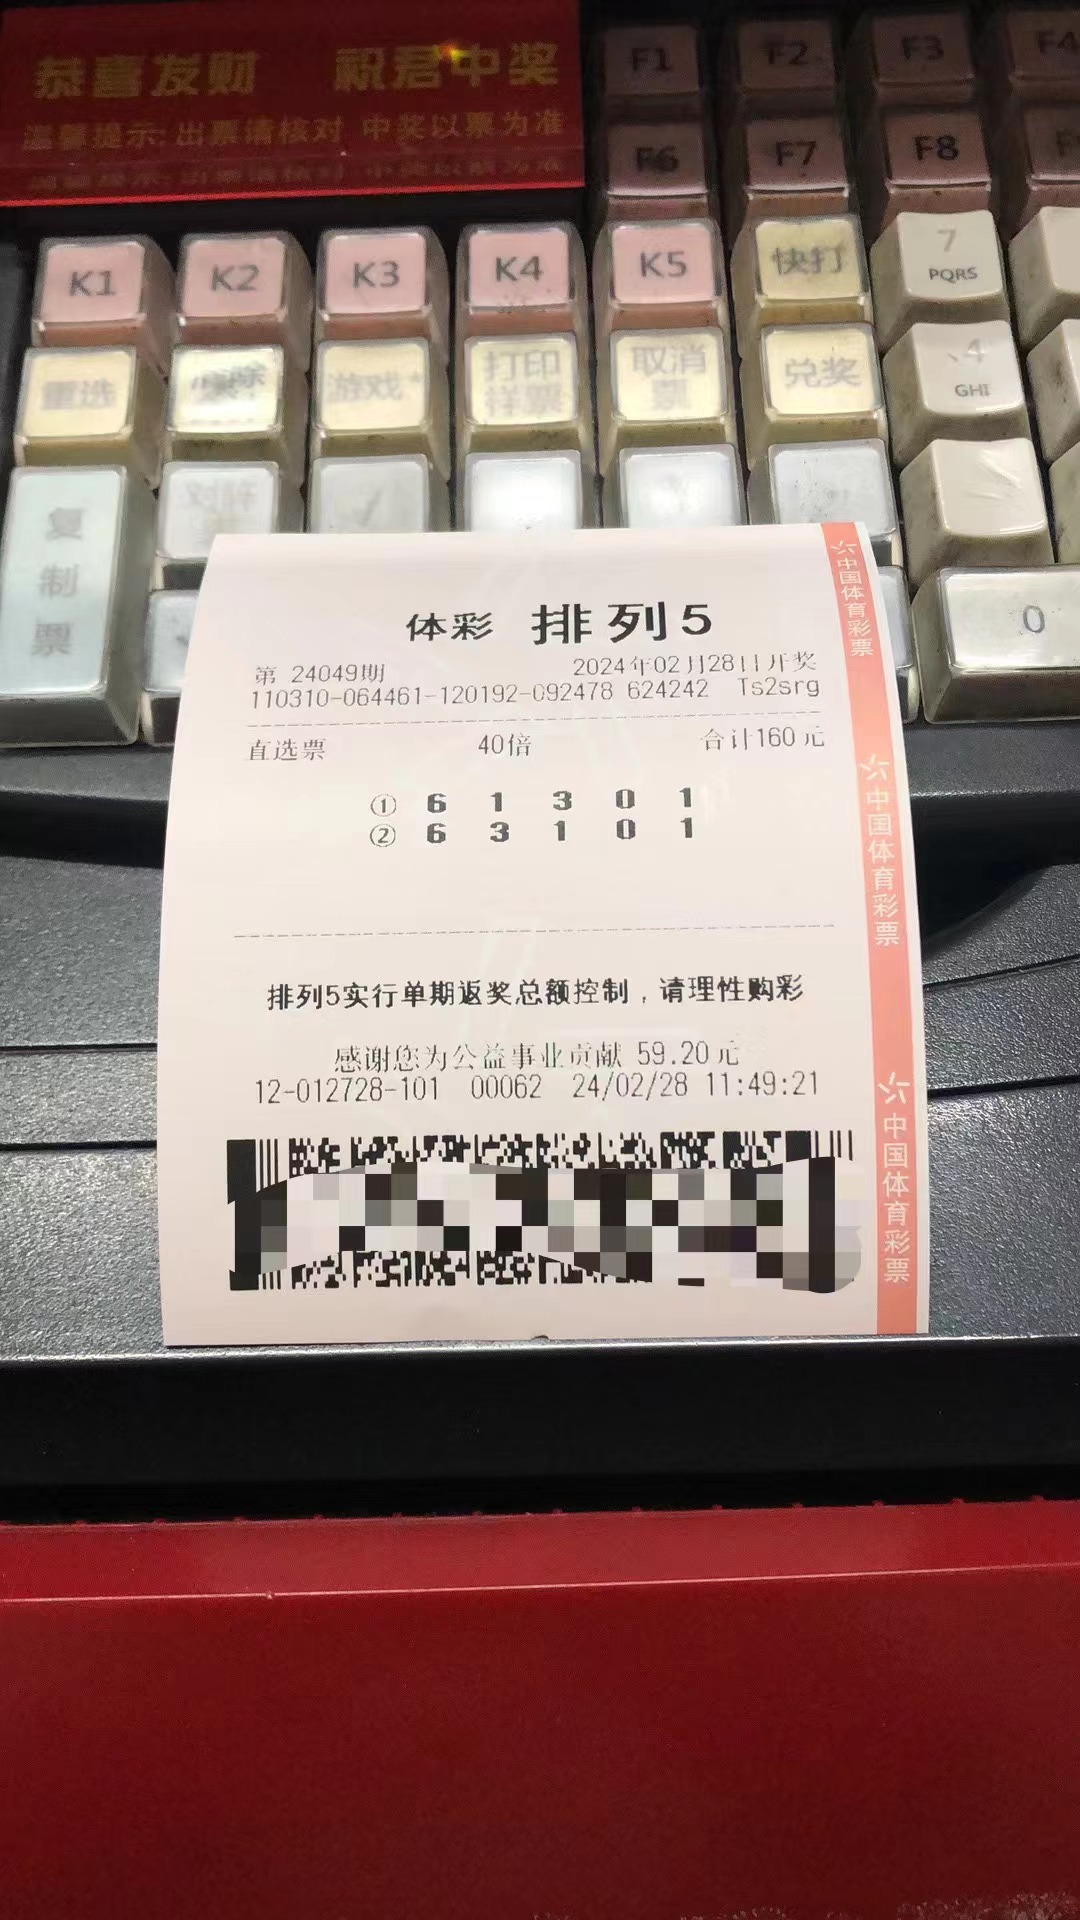 恭喜发财 祝君中奖
温馨提示:出票请核对 中奖以票为准
F1 F2 F3 F4
F6 F7 F8
K1 K2 K3 K4 K5 快打 7 PQRS
重选 游戏* 打印样票 取消票 兑奖 4 GHI
复制票
0
体彩 排列5
第 24049期 2024年02月28日开奖
110310-064461-120192-092478 624242 Ts2srg
直选票 40倍 合计160元
① 6 1 3 0 1
② 6 3 1 0 1
排列5实行单期返奖总额控制，请理性购彩
感谢您为公益事业贡献 59.20元
12-012728-101 00062 24/02/28 11:49:21
中国体育彩票
中国体育彩票
中国体育彩票